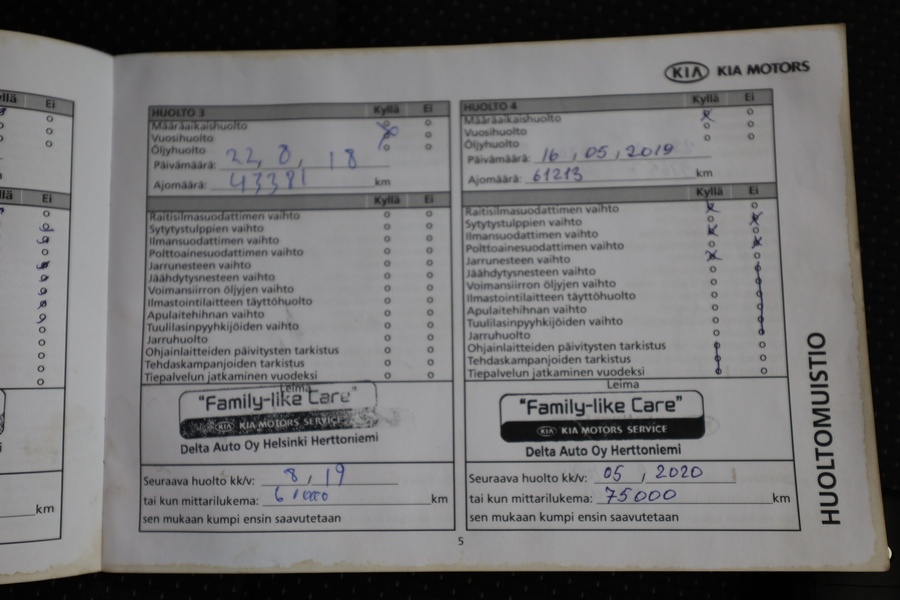 KIA KIA MOTORS
llä Ei
km
HUOLTO 3 Kyllä Ei
Määräaikaishuolto
Vuosihuolto
Öljyhuolto
Päivämäärä: 22, 8, 18
Ajomäärä: 43381 km
Kyllä Ei
Raitisilmasuodattimen vaihto
Sytytystulppien vaihto
Ilmansuodattimen vaihto
Polttoainesuodattimen vaihto
Jarrunesteen vaihto
Jäähdytysnesteen vaihto
Voimansiirron öljyjen vaihto
Ilmastointilaitteen täyttöhuolto
Apulaitehihnan vaihto
Tuulilasinpyyhkijöiden vaihto
Jarruhuolto
Ohjainlaitteiden päivitysten tarkistus
Tehdaskampanjoiden tarkistus
Tiepalvelun jatkaminen vuodeksi
Leima
"Family-like Care"
KIA KIA MOTORS SERVICE
Delta Auto Oy Helsinki Herttoniemi
Seuraava huolto kk/v: 8, 19
tai kun mittarilukema: 61000 km
sen mukaan kumpi ensin saavutetaan
HUOLTO 4 Kyllä Ei
Määräaikaishuolto
Vuosihuolto
Öljyhuolto
Päivämäärä: 16, 05, 2019
Ajomäärä: 61213 km
Kyllä Ei
Raitisilmasuodattimen vaihto
Sytytystulppien vaihto
Ilmansuodattimen vaihto
Polttoainesuodattimen vaihto
Jarrunesteen vaihto
Jäähdytysnesteen vaihto
Voimansiirron öljyjen vaihto
Ilmastointilaitteen täyttöhuolto
Apulaitehihnan vaihto
Tuulilasinpyyhkijöiden vaihto
Jarruhuolto
Ohjainlaitteiden päivitysten tarkistus
Tehdaskampanjoiden tarkistus
Tiepalvelun jatkaminen vuodeksi
Leima
"Family-like Care"
KIA KIA MOTORS SERVICE
Delta Auto Oy Herttoniemi
Seuraava huolto kk/v: 05, 2020
tai kun mittarilukema: 75000 km
sen mukaan kumpi ensin saavutetaan
HUOLTOMUISTIO
5